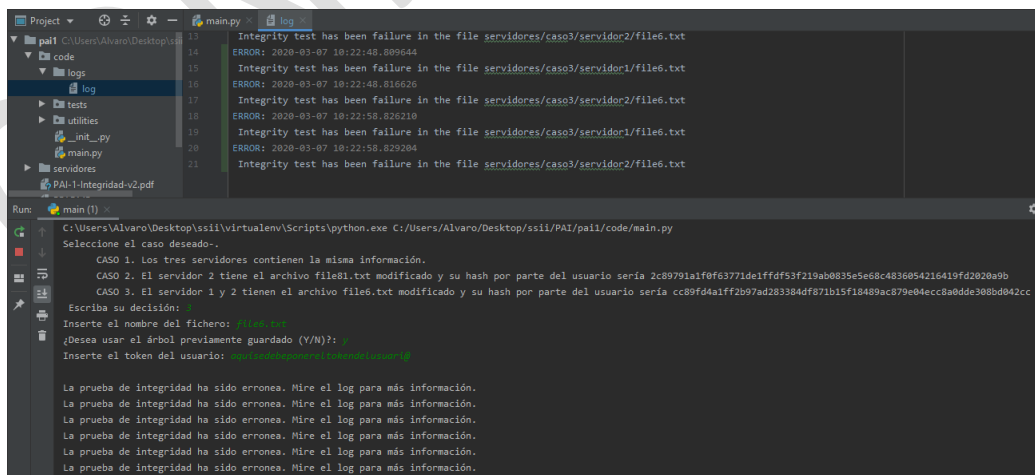 Project
main.py
log
pai1 C:\Users\Alvaro\Desktop\ssii
code
logs
log
tests
utilities
__init__.py
main.py
servidores
PAI-1-Integridad-v2.pdf
13 Integrity test has been failure in the file servidores/caso3/servidor2/file6.txt
14 ERROR: 2020-03-07 10:22:48.809644
15 Integrity test has been failure in the file servidores/caso3/servidor1/file6.txt
16 ERROR: 2020-03-07 10:22:48.816626
17 Integrity test has been failure in the file servidores/caso3/servidor2/file6.txt
18 ERROR: 2020-03-07 10:22:58.826210
19 Integrity test has been failure in the file servidores/caso3/servidor1/file6.txt
20 ERROR: 2020-03-07 10:22:58.829204
21 Integrity test has been failure in the file servidores/caso3/servidor2/file6.txt
Run: main (1)
C:\Users\Alvaro\Desktop\ssii\virtualenv\Scripts\python.exe C:/Users/Alvaro/Desktop/ssii/PAI/pai1/code/main.py
Seleccione el caso deseado-.
CASO 1. Los tres servidores contienen la misma información.
CASO 2. El servidor 2 tiene el archivo file81.txt modificado y su hash por parte del usuario sería 2c89791a1f0f63771de1ffdf53f219ab0835e5e68c4836054216419fd2020a9b
CASO 3. El servidor 1 y 2 tienen el archivo file6.txt modificado y su hash por parte del usuario sería cc89fd4a1ff2b97ad283384df871b15f18489ac879e04ecc8a0dde308bd042cc
Escriba su decisión: 3
Inserte el nombre del fichero: file6.txt
¿Desea usar el árbol previamente guardado (Y/N)?: y
Inserte el token del usuario: aquisedebeponereltokendelusuari@
La prueba de integridad ha sido erronea. Mire el log para más información.
La prueba de integridad ha sido erronea. Mire el log para más información.
La prueba de integridad ha sido erronea. Mire el log para más información.
La prueba de integridad ha sido erronea. Mire el log para más información.
La prueba de integridad ha sido erronea. Mire el log para más información.
La prueba de integridad ha sido erronea. Mire el log para más información.